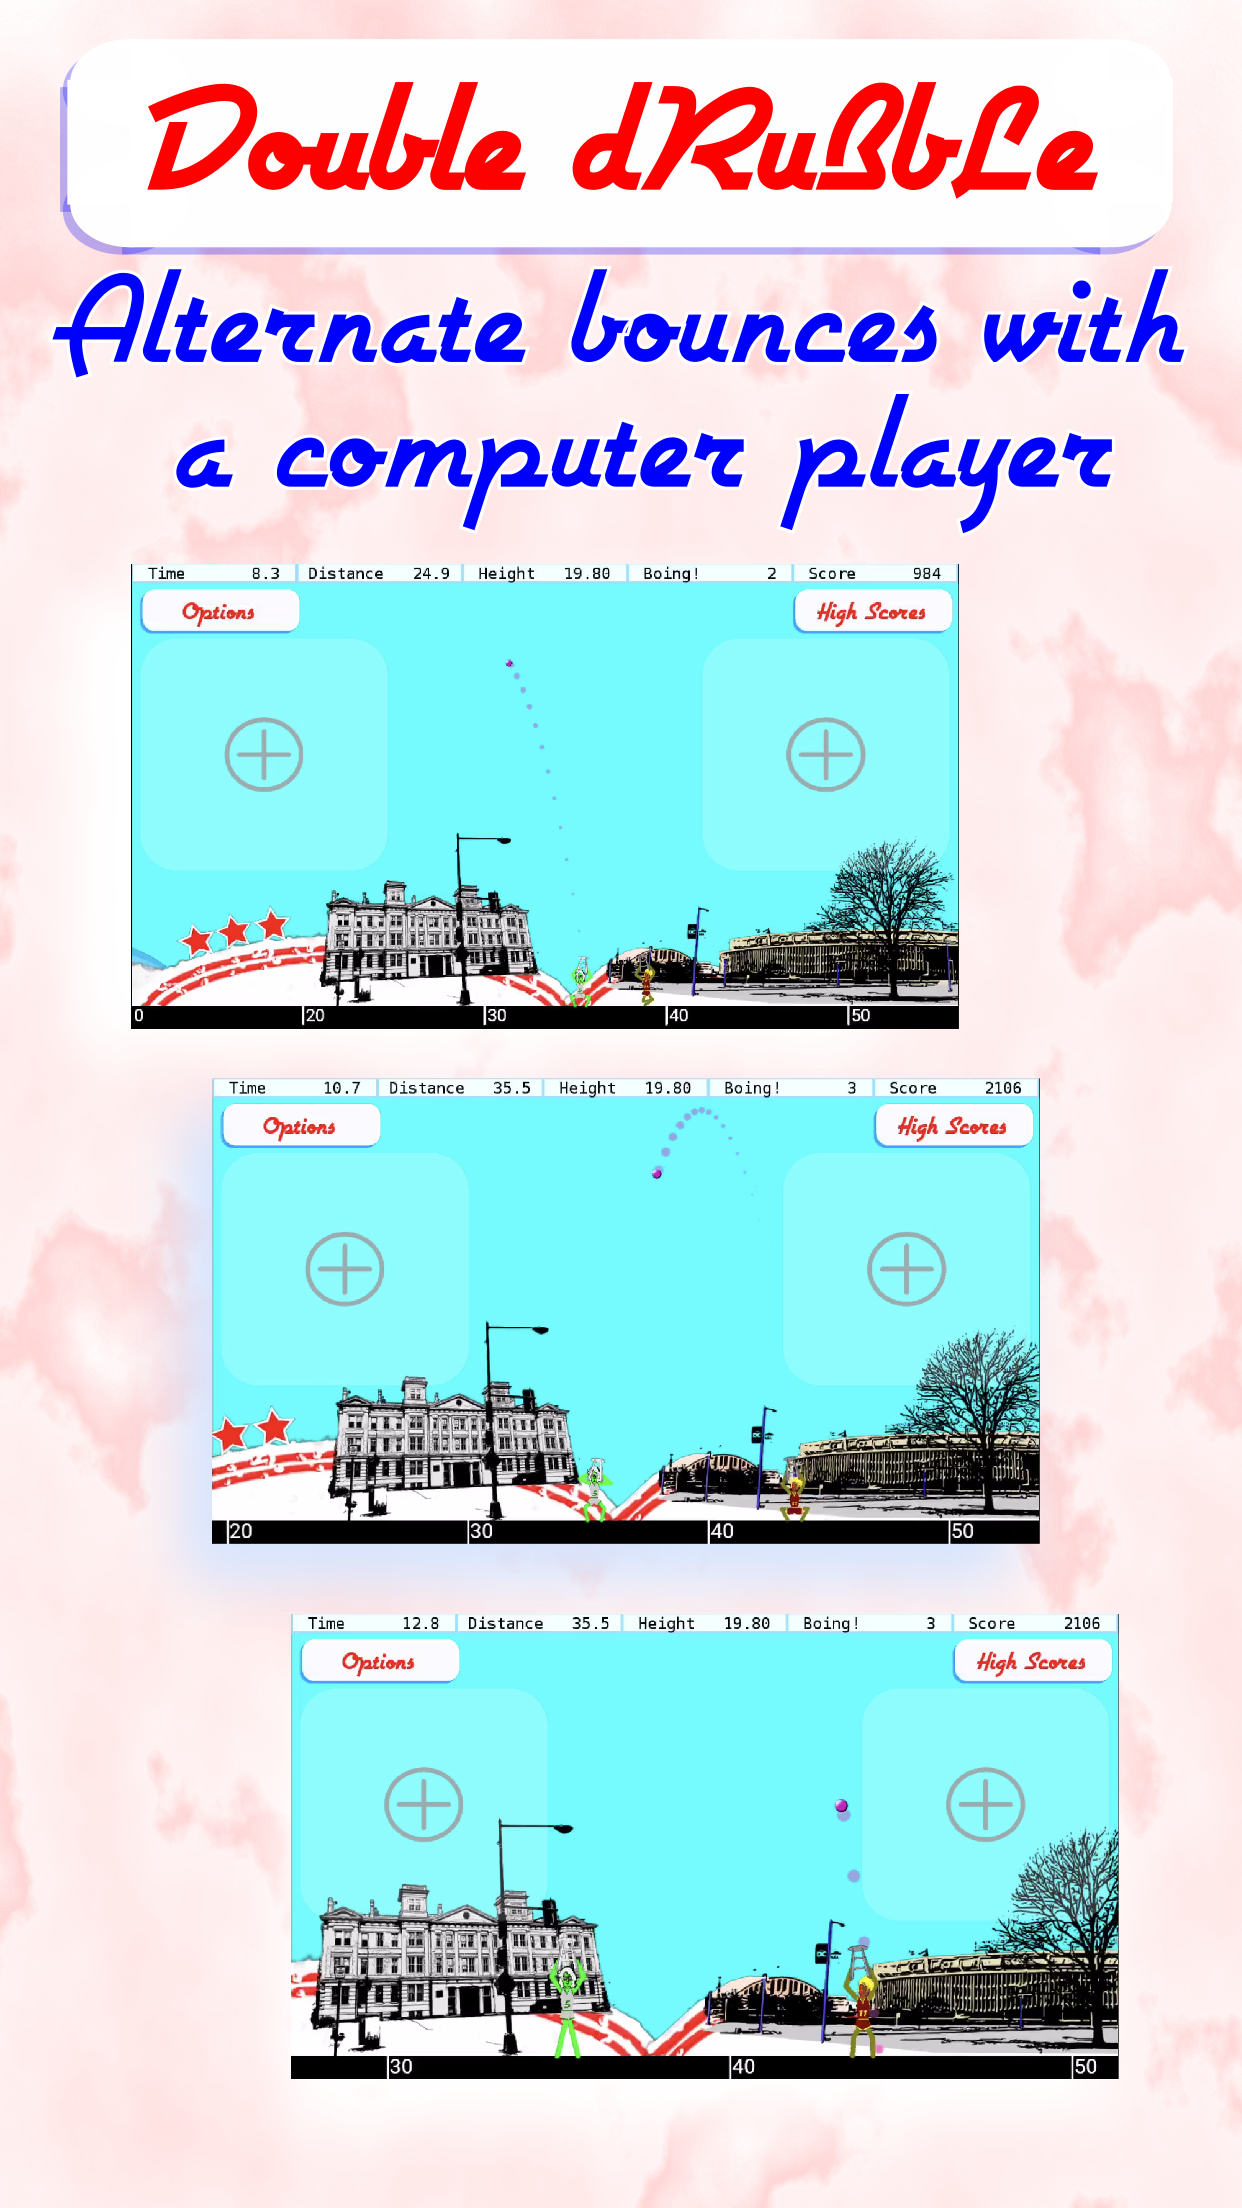 Double dRuBbLe
Alternate bounces with
a computer player
Time 8.3 Distance 24.9 Height 19.80 Boing! 2 Score 984
Options High Scores
0 20 30 40 50
Time 10.7 Distance 35.5 Height 19.80 Boing! 3 Score 2106
Options High Scores
20 30 40 50
Time 12.8 Distance 35.5 Height 19.80 Boing! 3 Score 2106
Options High Scores
30 40 50